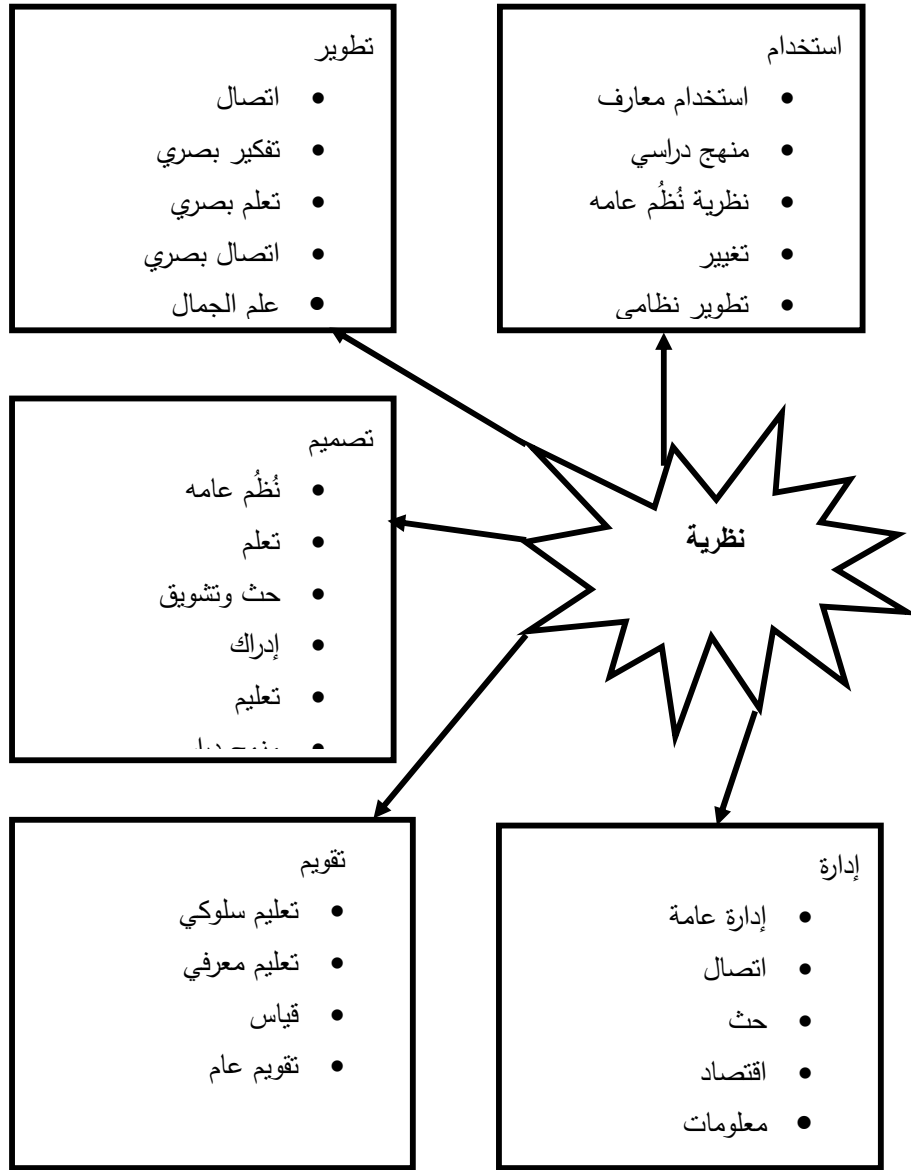 استخدام
• استخدام معارف
• منهج دراسي
• نظرية نُظُم عامه
• تغيير
• تطوير نظامي
تطوير
• اتصال
• تفكير بصري
• تعلم بصري
• اتصال بصري
• علم الجمال
نظرية
تصميم
• نُظُم عامه
• تعلم
• حث وتشويق
• إدراك
• تعليم
• منهج
إدارة
• إدارة عامة
• اتصال
• حث
• اقتصاد
• معلومات
تقويم
• تعليم سلوكي
• تعليم معرفي
• قياس
• تقويم عام